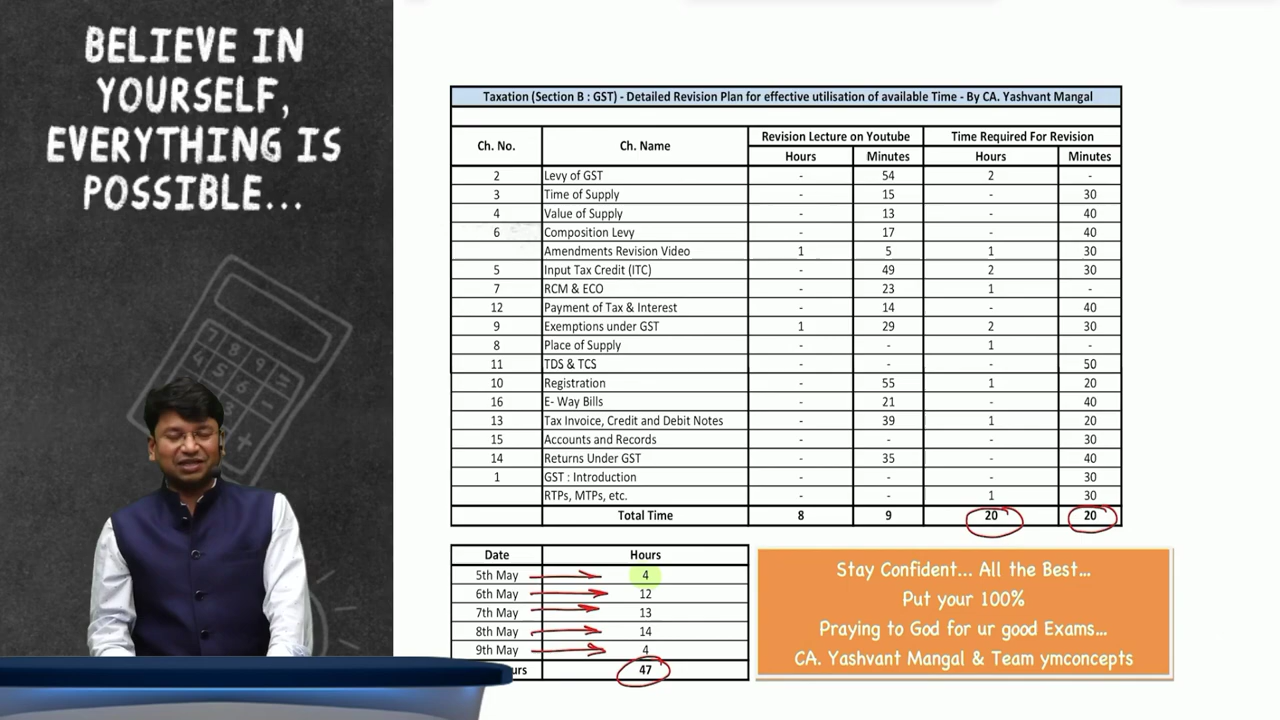 BELIEVE IN
YOURSELF,
EVERYTHING IS
POSSIBLE...
Taxation (Section B : GST) - Detailed Revision Plan for effective utilisation of available Time - By CA. Yashvant Mangal
Ch. No. Ch. Name Revision Lecture on Youtube Time Required For Revision
Hours Minutes Hours Minutes
2 Levy of GST - 54 2 -
3 Time of Supply - 15 - 30
4 Value of Supply - 13 - 40
6 Composition Levy - 17 - 40
Amendments Revision Video 1 5 1 30
5 Input Tax Credit (ITC) - 49 2 30
7 RCM & ECO - 23 1 -
12 Payment of Tax & Interest - 14 - 40
9 Exemptions under GST 1 29 2 30
8 Place of Supply - - 1 -
11 TDS & TCS - - - 50
10 Registration - 55 1 20
16 E- Way Bills - 21 - 40
13 Tax Invoice, Credit and Debit Notes - 39 1 20
15 Accounts and Records - - - 30
14 Returns Under GST - 35 - 40
1 GST : Introduction - - - 30
RTPs, MTPs, etc. - - 1 30
Total Time 8 9 20 20
Date Hours
5th May 4
6th May 12
7th May 13
8th May 14
9th May 4
47
Stay Confident... All the Best...
Put your 100%
Praying to God for ur good Exams...
CA. Yashvant Mangal & Team ymconcepts